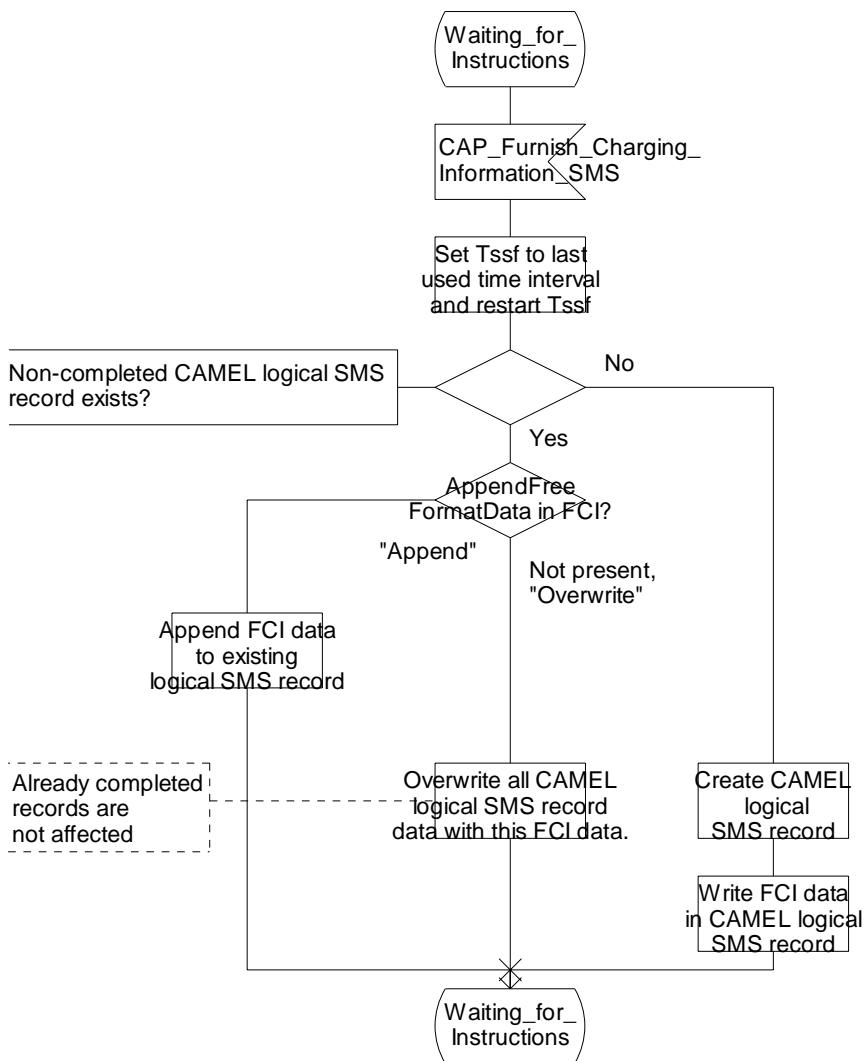 Waiting_for_
Instructions
CAP_Furnish_Charging_
Information_SMS
Set Tssf to last
used time interval
and restart Tssf
Non-completed CAMEL logical SMS
record exists?
No
Yes
AppendFree
FormatData in FCI?
"Append"
Not present,
"Overwrite"
Append FCI data
to existing
logical SMS record
Already completed
records are
not affected
Overwrite all CAMEL
logical SMS record
data with this FCI data.
Create CAMEL
logical
SMS record
Write FCI data
in CAMEL logical
SMS record
Waiting_for_
Instructions